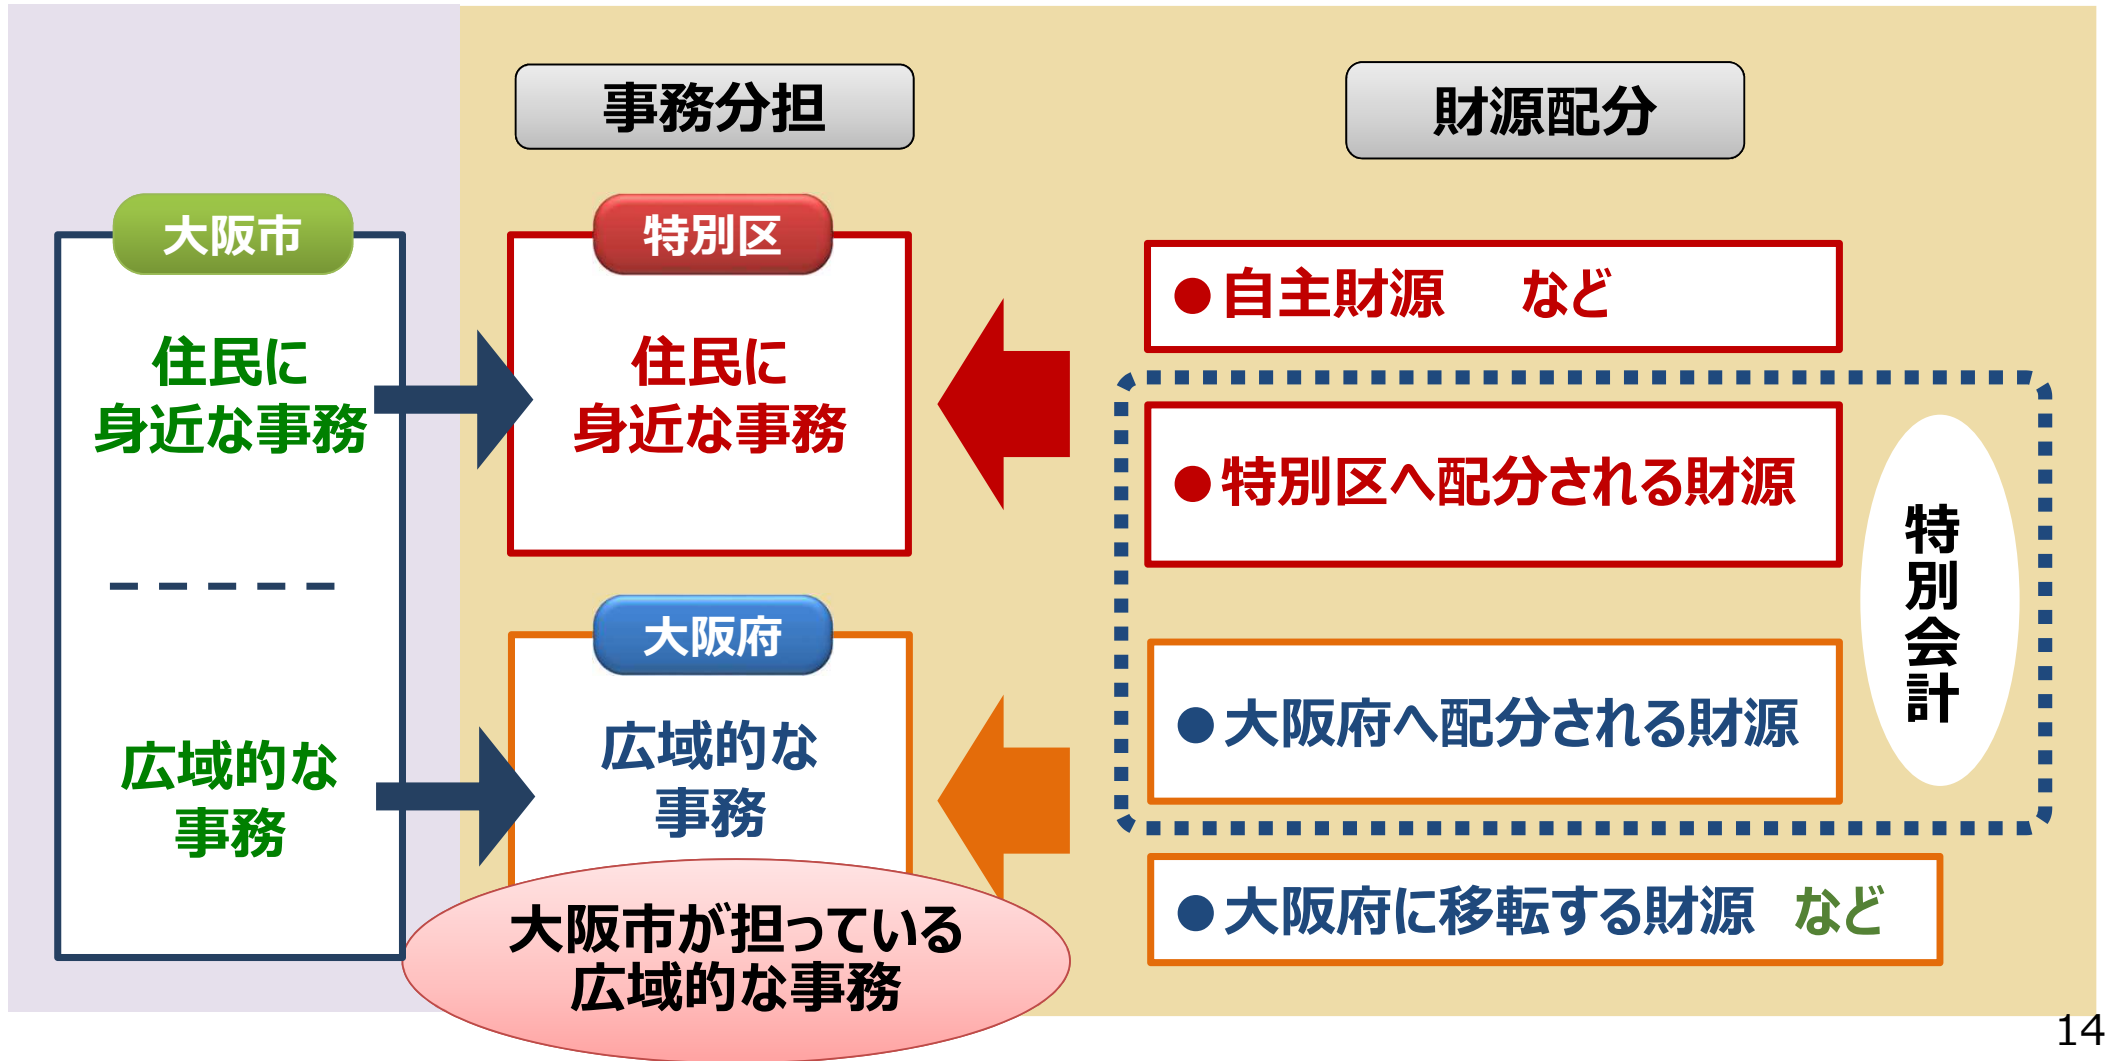 事務分担
財源配分
大阪市
住民に
身近な事務
広域的な
事務
特別区
住民に
身近な事務
大阪府
広域的な
事務
大阪市が担っている
広域的な事務
●自主財源 など
●特別区へ配分される財源
●大阪府へ配分される財源
特別会計
●大阪府に移転する財源 など
14